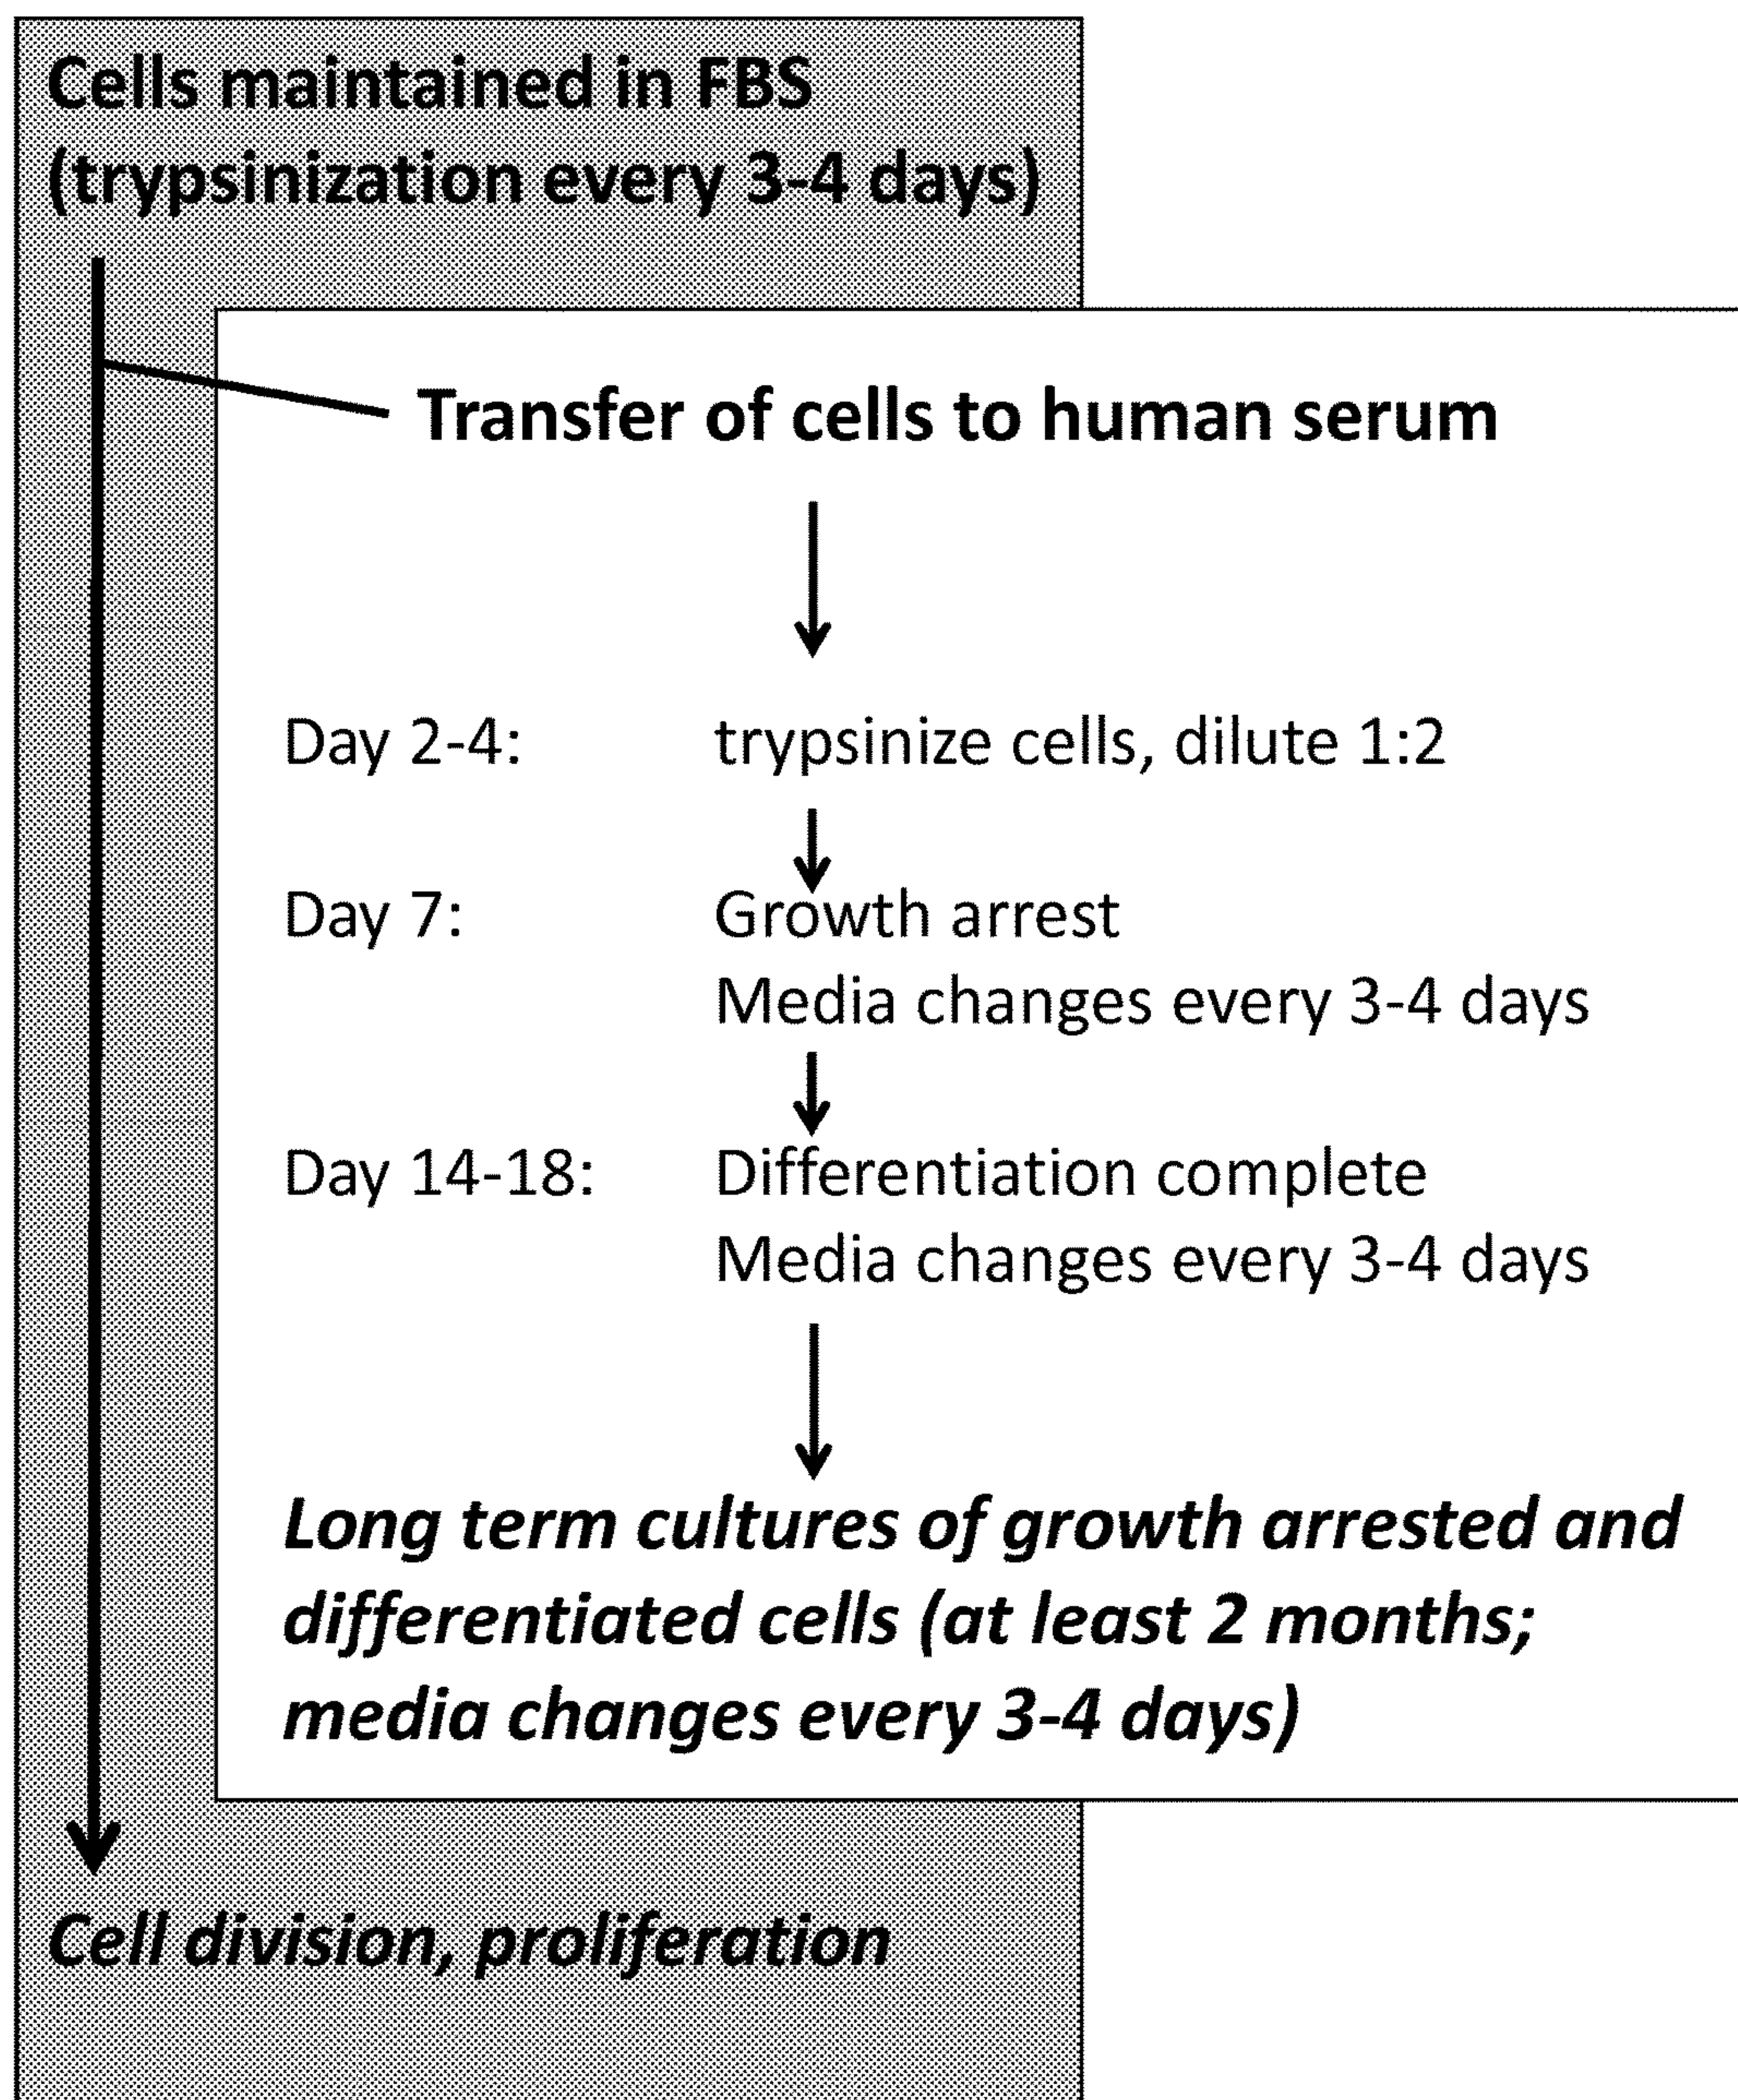 Cells maintained in FBS
(trypsinization every 3-4 days)
Transfer of cells to human serum
Day 2-4: trypsinize cells, dilute 1:2
Day 7: Growth arrest
Media changes every 3-4 days
Day 14-18: Differentiation complete
Media changes every 3-4 days
Long term cultures of growth arrested and
differentiated cells (at least 2 months;
media changes every 3-4 days)
Cell division, proliferation